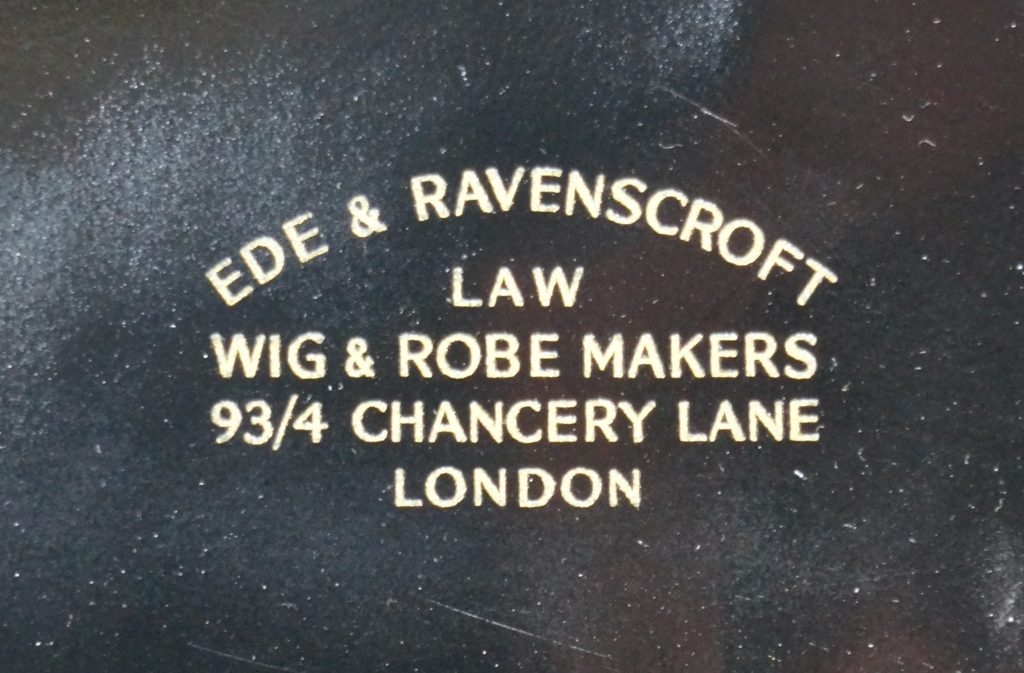 EDE & RAVENSCROFT
LAW
WIG & ROBE MAKERS
93/4 CHANCERY LANE
LONDON